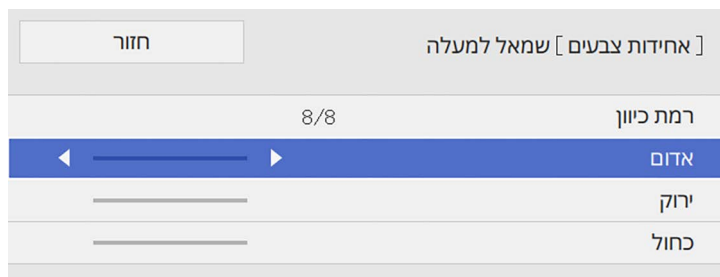 [אחידות צבעים] שמאל למעלה
חזור
רמת כיוון 8/8
אדום
ירוק
כחול